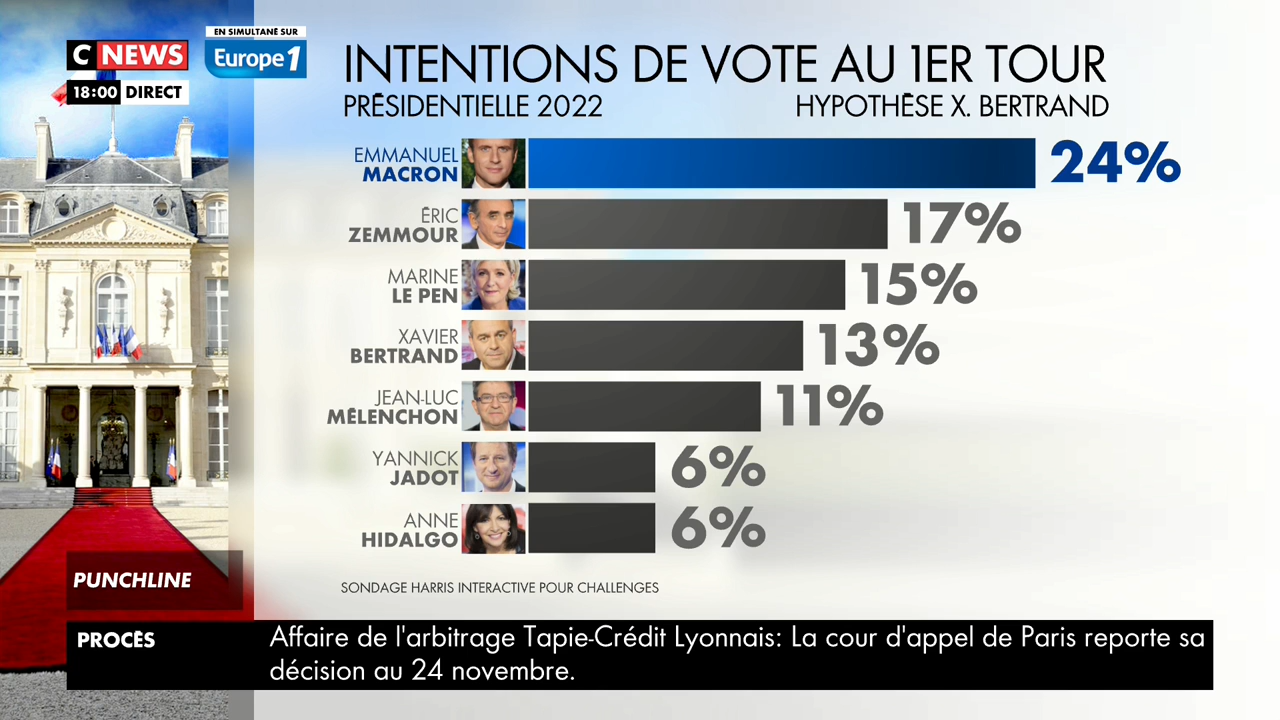 C NEWS
EN SIMULTANÉ SUR
Europe 1
18:00 DIRECT
INTENTIONS DE VOTE AU 1ER TOUR
PRÉSIDENTIELLE 2022
HYPOTHÈSE X. BERTRAND
EMMANUEL
MACRON
24%
ÉRIC
ZEMMOUR
17%
MARINE
LE PEN
15%
XAVIER
BERTRAND
13%
JEAN-LUC
MÉLENCHON
11%
YANNICK
JADOT
6%
ANNE
HIDALGO
6%
SONDAGE HARRIS INTERACTIVE POUR CHALLENGES
PUNCHLINE
PROCÈS
Affaire de l'arbitrage Tapie-Crédit Lyonnais: La cour d'appel de Paris reporte sa
décision au 24 novembre.